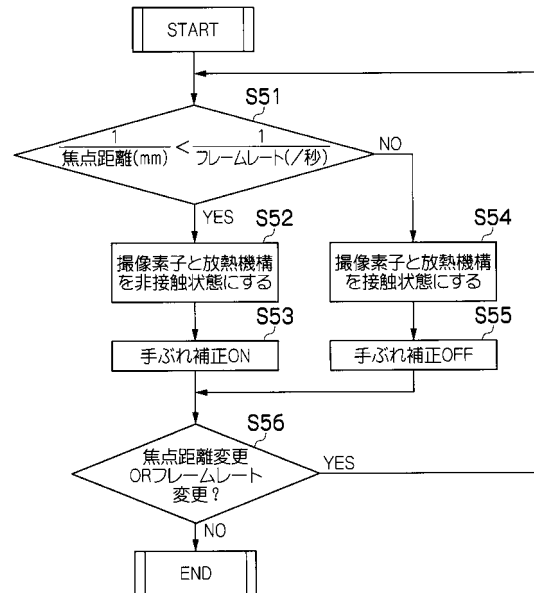 START
S51
1/焦点距離(mm) < 1/フレームレート(/秒)
NO
YES
S52
撮像素子と放熱機構
を非接触状態にする
S54
撮像素子と放熱機構
を接触状態にする
S53
手ぶれ補正ON
S55
手ぶれ補正OFF
S56
焦点距離変更
ORフレームレート
変更?
YES
NO
END